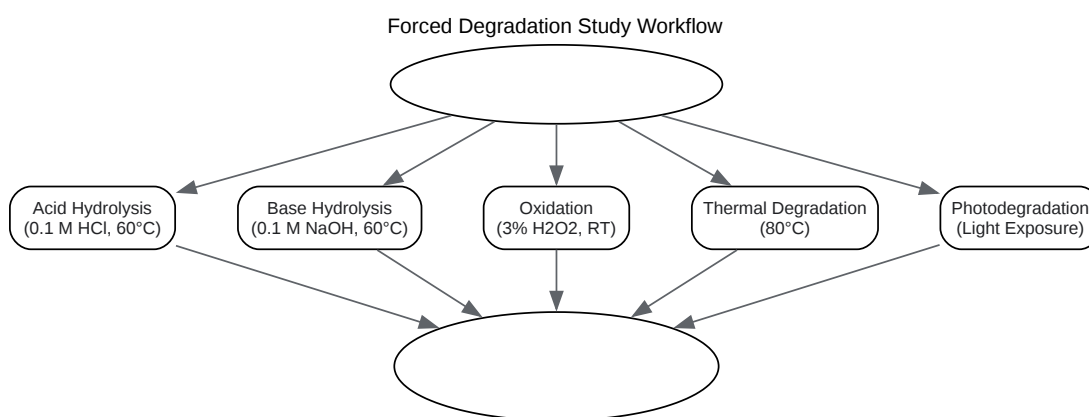 Forced Degradation Study Workflow
Acid Hydrolysis
(0.1 M HCl, 60°C)
Base Hydrolysis
(0.1 M NaOH, 60°C)
Oxidation
(3% H2O2, RT)
Thermal Degradation
(80°C)
Photodegradation
(Light Exposure)